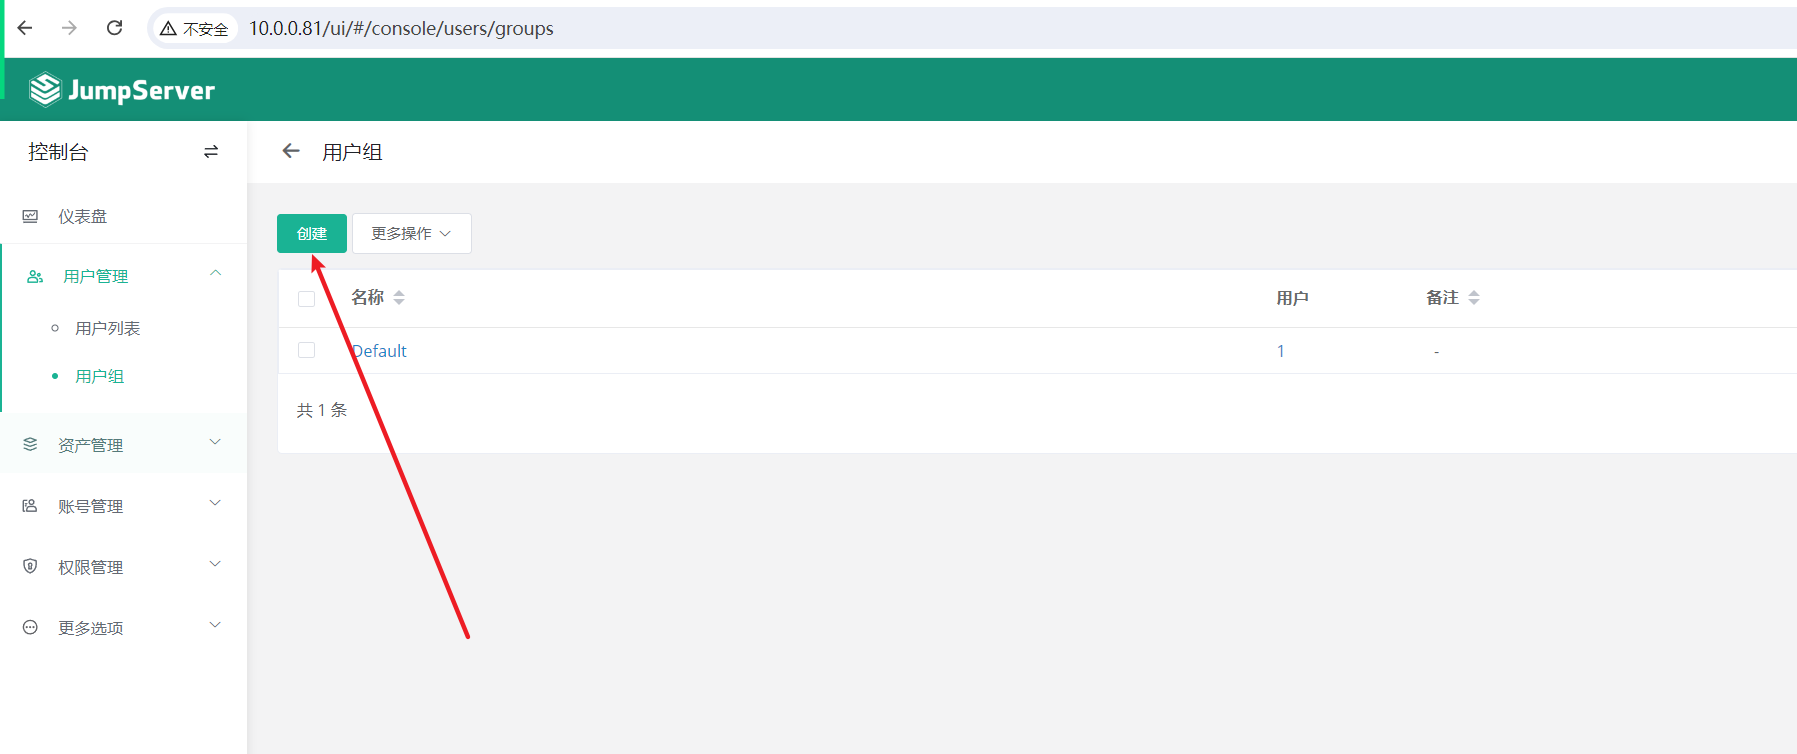 不安全 10.0.0.81/ui/#/console/users/groups
JumpServer
控制台
用户组
仪表盘
用户管理
用户列表
用户组
资产管理
账号管理
权限管理
更多选项
创建 更多操作
名称 用户 备注
Default 1 -
共 1 条